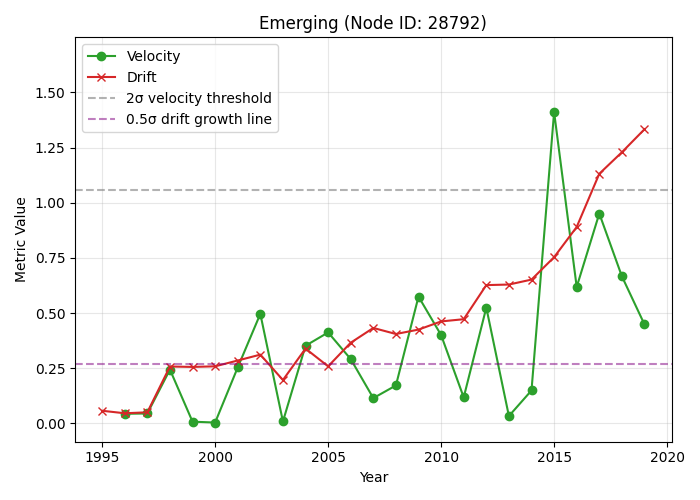 Emerging (Node ID: 28792)
Velocity
Drift
2σ velocity threshold
0.5σ drift growth line
Metric Value
1.50
1.25
1.00
0.75
0.50
0.25
0.00
1995 2000 2005 2010 2015 2020
Year